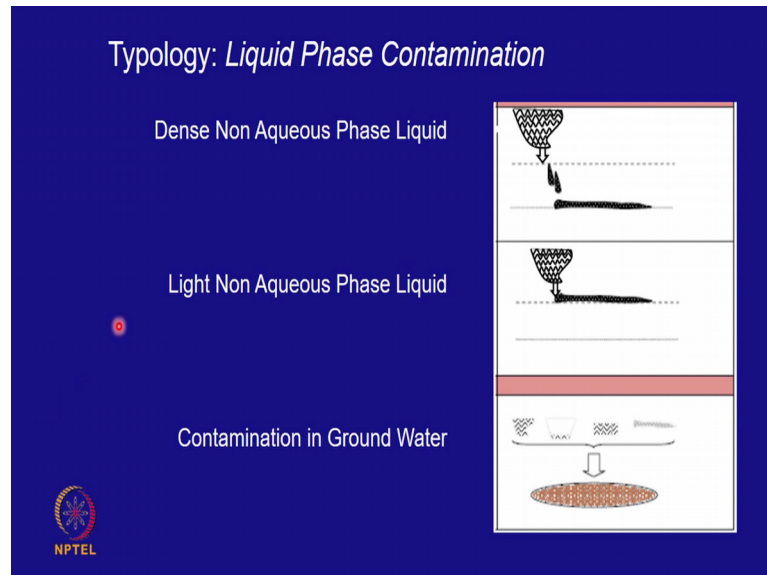 Typology: Liquid Phase Contamination
Dense Non Aqueous Phase Liquid
Light Non Aqueous Phase Liquid
Contamination in Ground Water
NPTEL